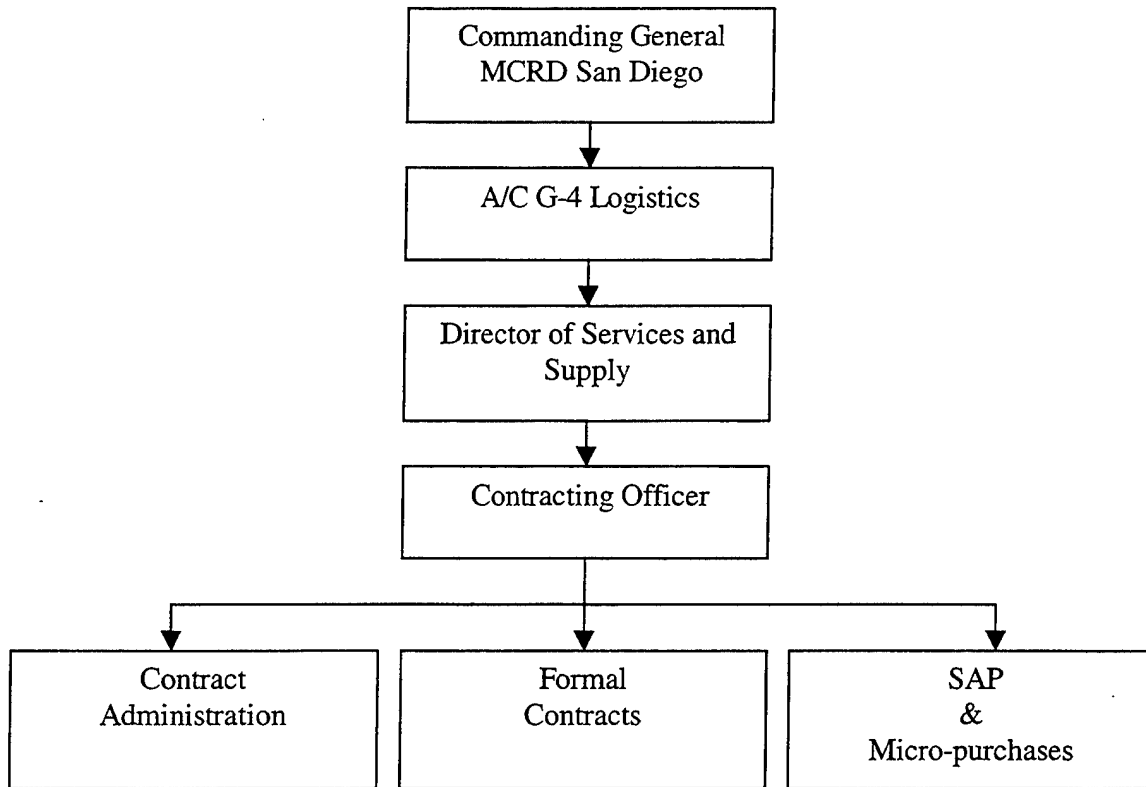 Commanding General
MCRD San Diego
A/C G-4 Logistics
Director of Services and
Supply
Contracting Officer
Contract
Administration
Formal
Contracts
SAP
&
Micro-purchases